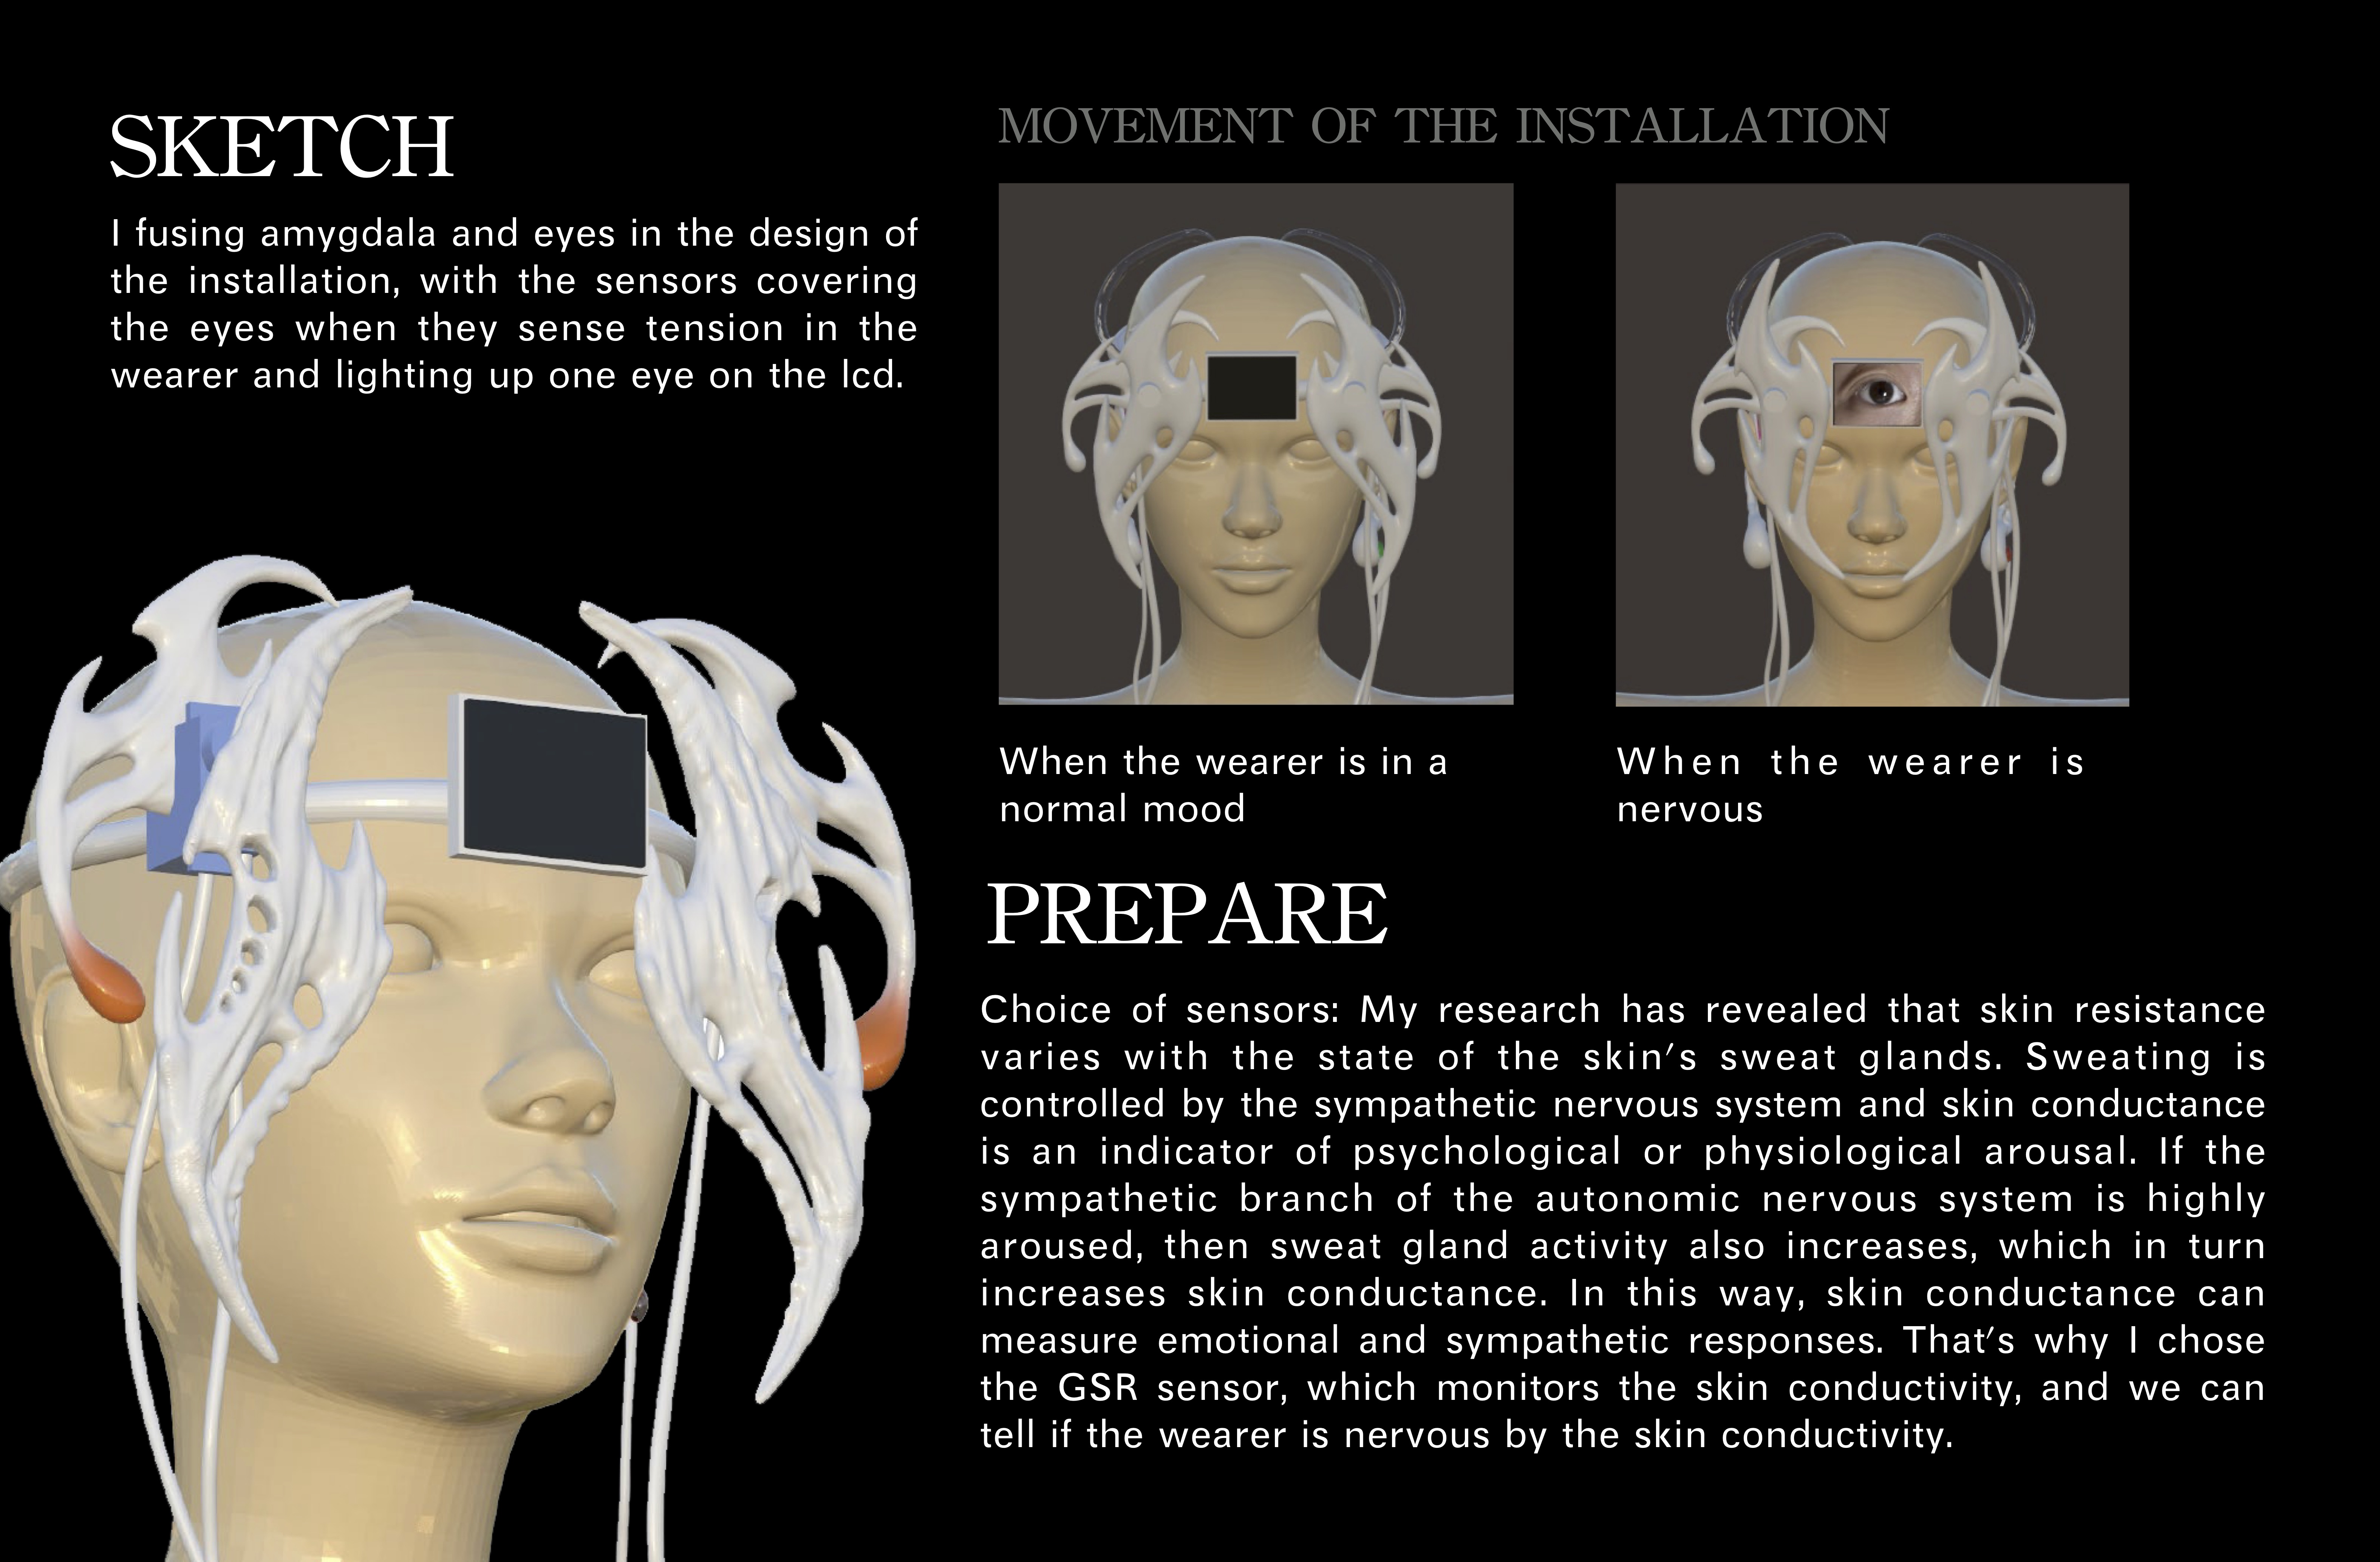 SKETCH
I fusing amygdala and eyes in the design of
the installation, with the sensors covering
the eyes when they sense tension in the
wearer and lighting up one eye on the lcd.
MOVEMENT OF THE INSTALLATION
When the wearer is in a
normal mood
When the wearer is
nervous
PREPARE
Choice of sensors: My research has revealed that skin resistance
varies with the state of the skin′s sweat glands. Sweating is
controlled by the sympathetic nervous system and skin conductance
is an indicator of psychological or physiological arousal. If the
sympathetic branch of the autonomic nervous system is highly
aroused, then sweat gland activity also increases, which in turn
increases skin conductance. In this way, skin conductance can
measure emotional and sympathetic responses. That′s why I chose
the GSR sensor, which monitors the skin conductivity, and we can
tell if the wearer is nervous by the skin conductivity.